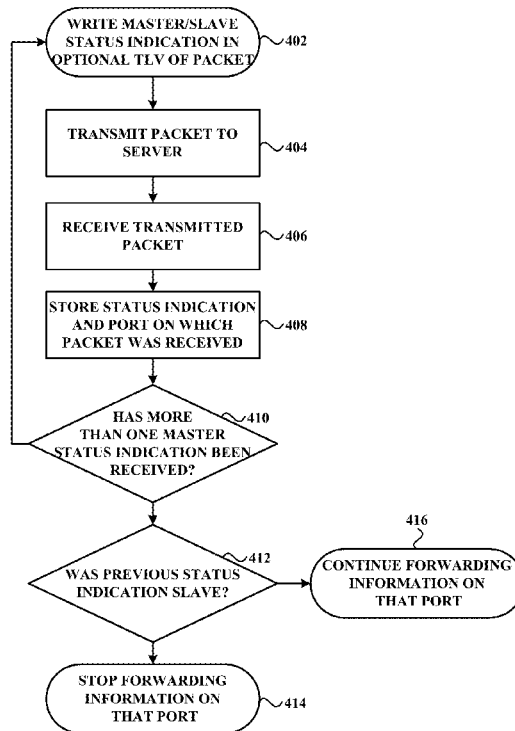 WRITE MASTER/SLAVE
STATUS INDICATION IN
OPTIONAL TLV OF PACKET
402
TRANSMIT PACKET TO
SERVER
404
RECEIVE TRANSMITTED
PACKET
406
STORE STATUS INDICATION
AND PORT ON WHICH
PACKET WAS RECEIVED
408
HAS MORE
THAN ONE MASTER
STATUS INDICATION BEEN
RECEIVED?
410
WAS PREVIOUS STATUS
INDICATION SLAVE?
412
416
CONTINUE FORWARDING
INFORMATION ON
THAT PORT
STOP FORWARDING
INFORMATION ON
THAT PORT
414